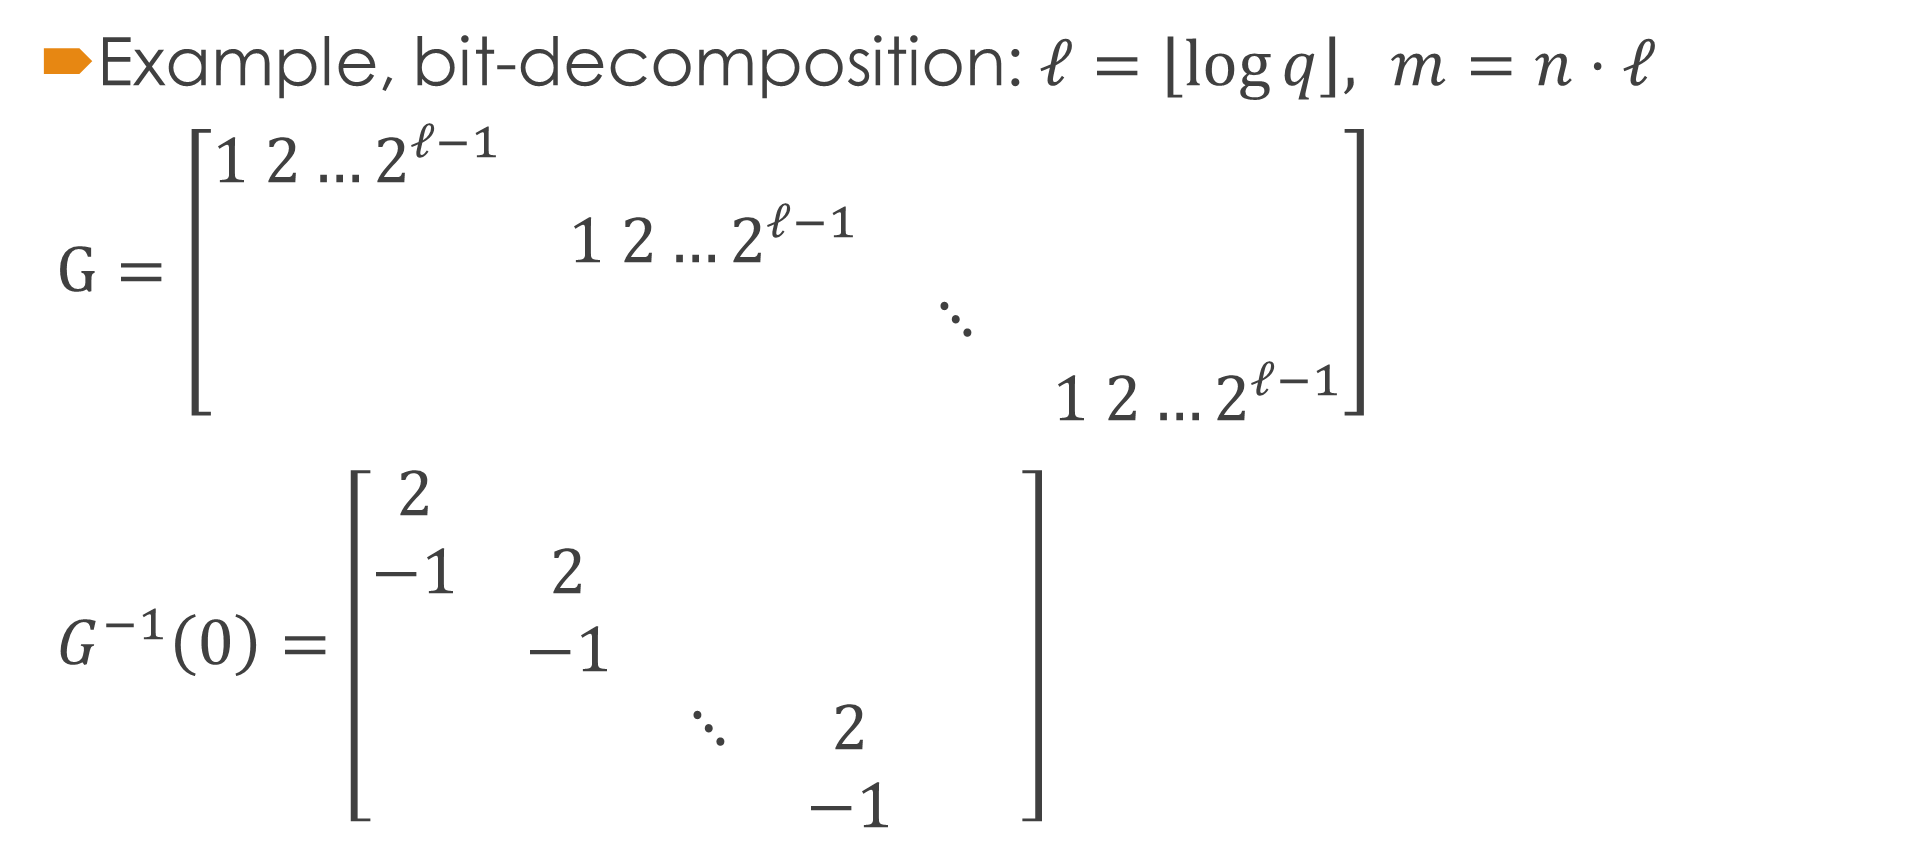 Example, bit-decomposition: ℓ = ⌊log q⌋, m = n · ℓ
G = [1 2 … 2^{ℓ−1}
1 2 … 2^{ℓ−1}
⋱
1 2 … 2^{ℓ−1}]
G^{−1}(0) = [2
−1 2
−1
⋱ 2
−1]